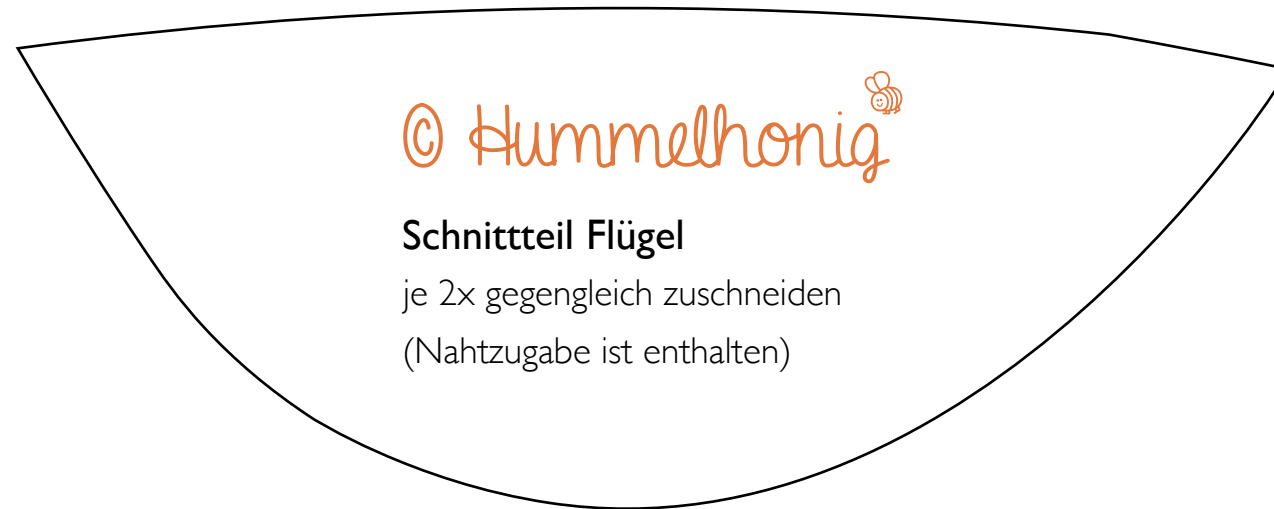 © Hummelhonig
Schnittteil Flügel
je 2x gegengleich zuschneiden
(Nahtzugabe ist enthalten)